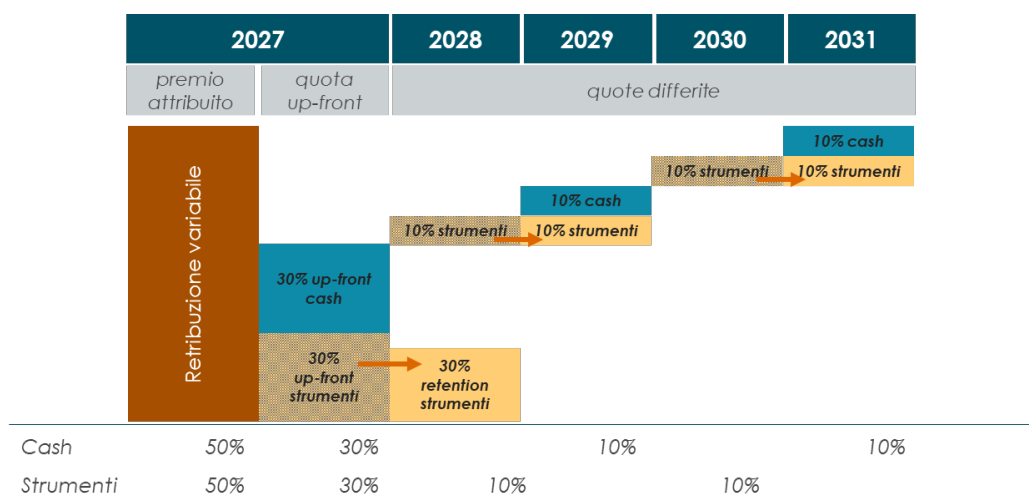 2027 2028 2029 2030 2031
premio
attribuito
quota
up-front
quote differite
Retribuzione variabile
10% cash
10% strumenti 10% strumenti
10% cash
10% strumenti 10% strumenti
30% up-front
cash
30%
up-front
strumenti
30%
retention
strumenti
Cash 50% 30% 10% 10%
Strumenti 50% 30% 10% 10%